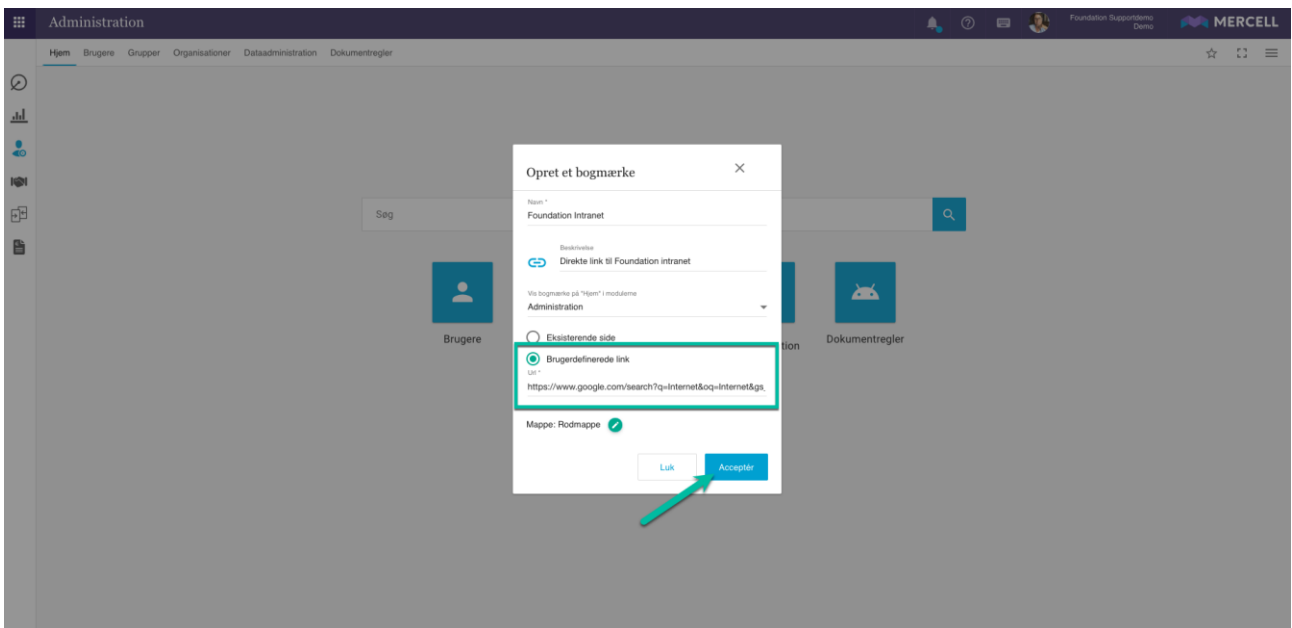 Administration
Foundation Supportdemo
Demo
MERCELL
Hjem Brugere Grupper Organisationer Dataadministration Dokumentregler
Opret et bogmærke
Navn *
Foundation Intranet
Søg
Beskrivelse
Direkte link til Foundation intranet
Vis bogmærke på "Hjem" i modulerne
Administration
Eksisterende side
Brugere
tion
Dokumentregler
Brugerdefinerede link
Url *
https://www.google.com/search?q=Internet&oq=Internet&gs_
Mappe: Rodmappe
Luk
Acceptér